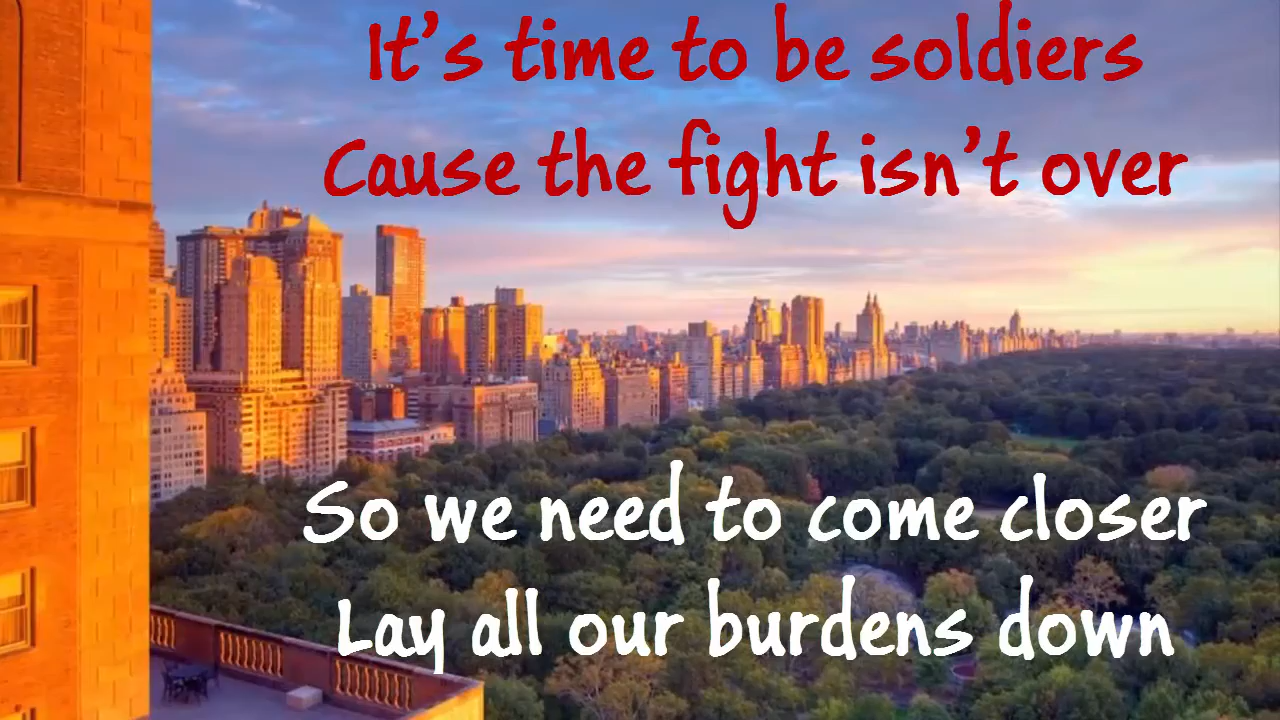 It's time to be soldiers
Cause the fight isn't over
So we need to come closer
Lay all our burdens down